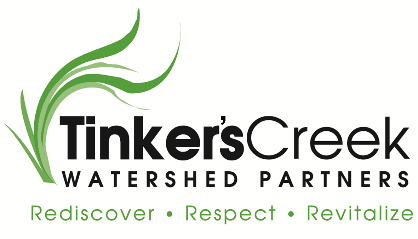 Tinker'sCreek
WATERSHED PARTNERS
Rediscover • Respect • Revitalize